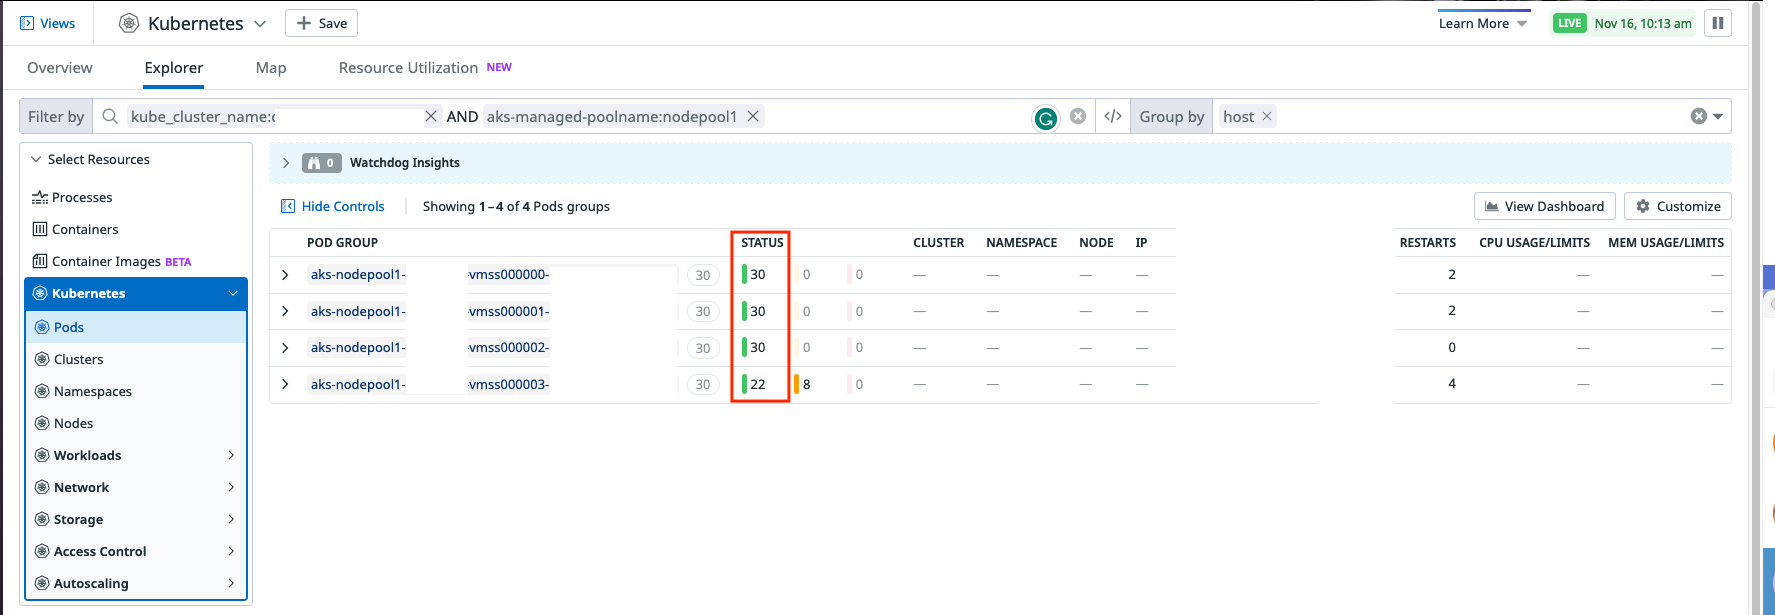 Views Kubernetes + Save Learn More LIVE Nov 16, 10:13 am
Overview Explorer Map Resource Utilization NEW
Filter by kube_cluster_name:c AND aks-managed-poolname:nodepool1 </> Group by host
Select Resources
Processes
Containers
Container Images BETA
Kubernetes
Pods
Clusters
Namespaces
Nodes
Workloads
Network
Storage
Access Control
Autoscaling
0 Watchdog Insights
Hide Controls Showing 1–4 of 4 Pods groups View Dashboard Customize
POD GROUP STATUS CLUSTER NAMESPACE NODE IP RESTARTS CPU USAGE/LIMITS MEM USAGE/LIMITS
aks-nodepool1- -vmss000000- 30 30 0 0 — — — — 2 — —
aks-nodepool1- -vmss000001- 30 30 0 0 — — — — 2 — —
aks-nodepool1- -vmss000002- 30 30 0 0 — — — — 0 — —
aks-nodepool1- -vmss000003- 30 22 8 0 — — — — 4 — —